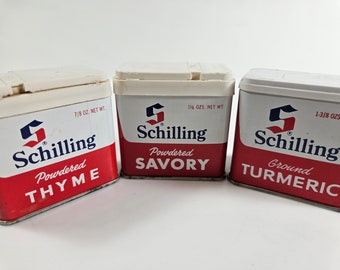 7/8 OZ. NET WT.
S
Schilling®
Powdered
THYME
1⅛ OZS. NET WT.
S
Schilling®
Powdered
SAVORY
1-3/8 OZS.
S
Schilling
Ground
TURMERIC